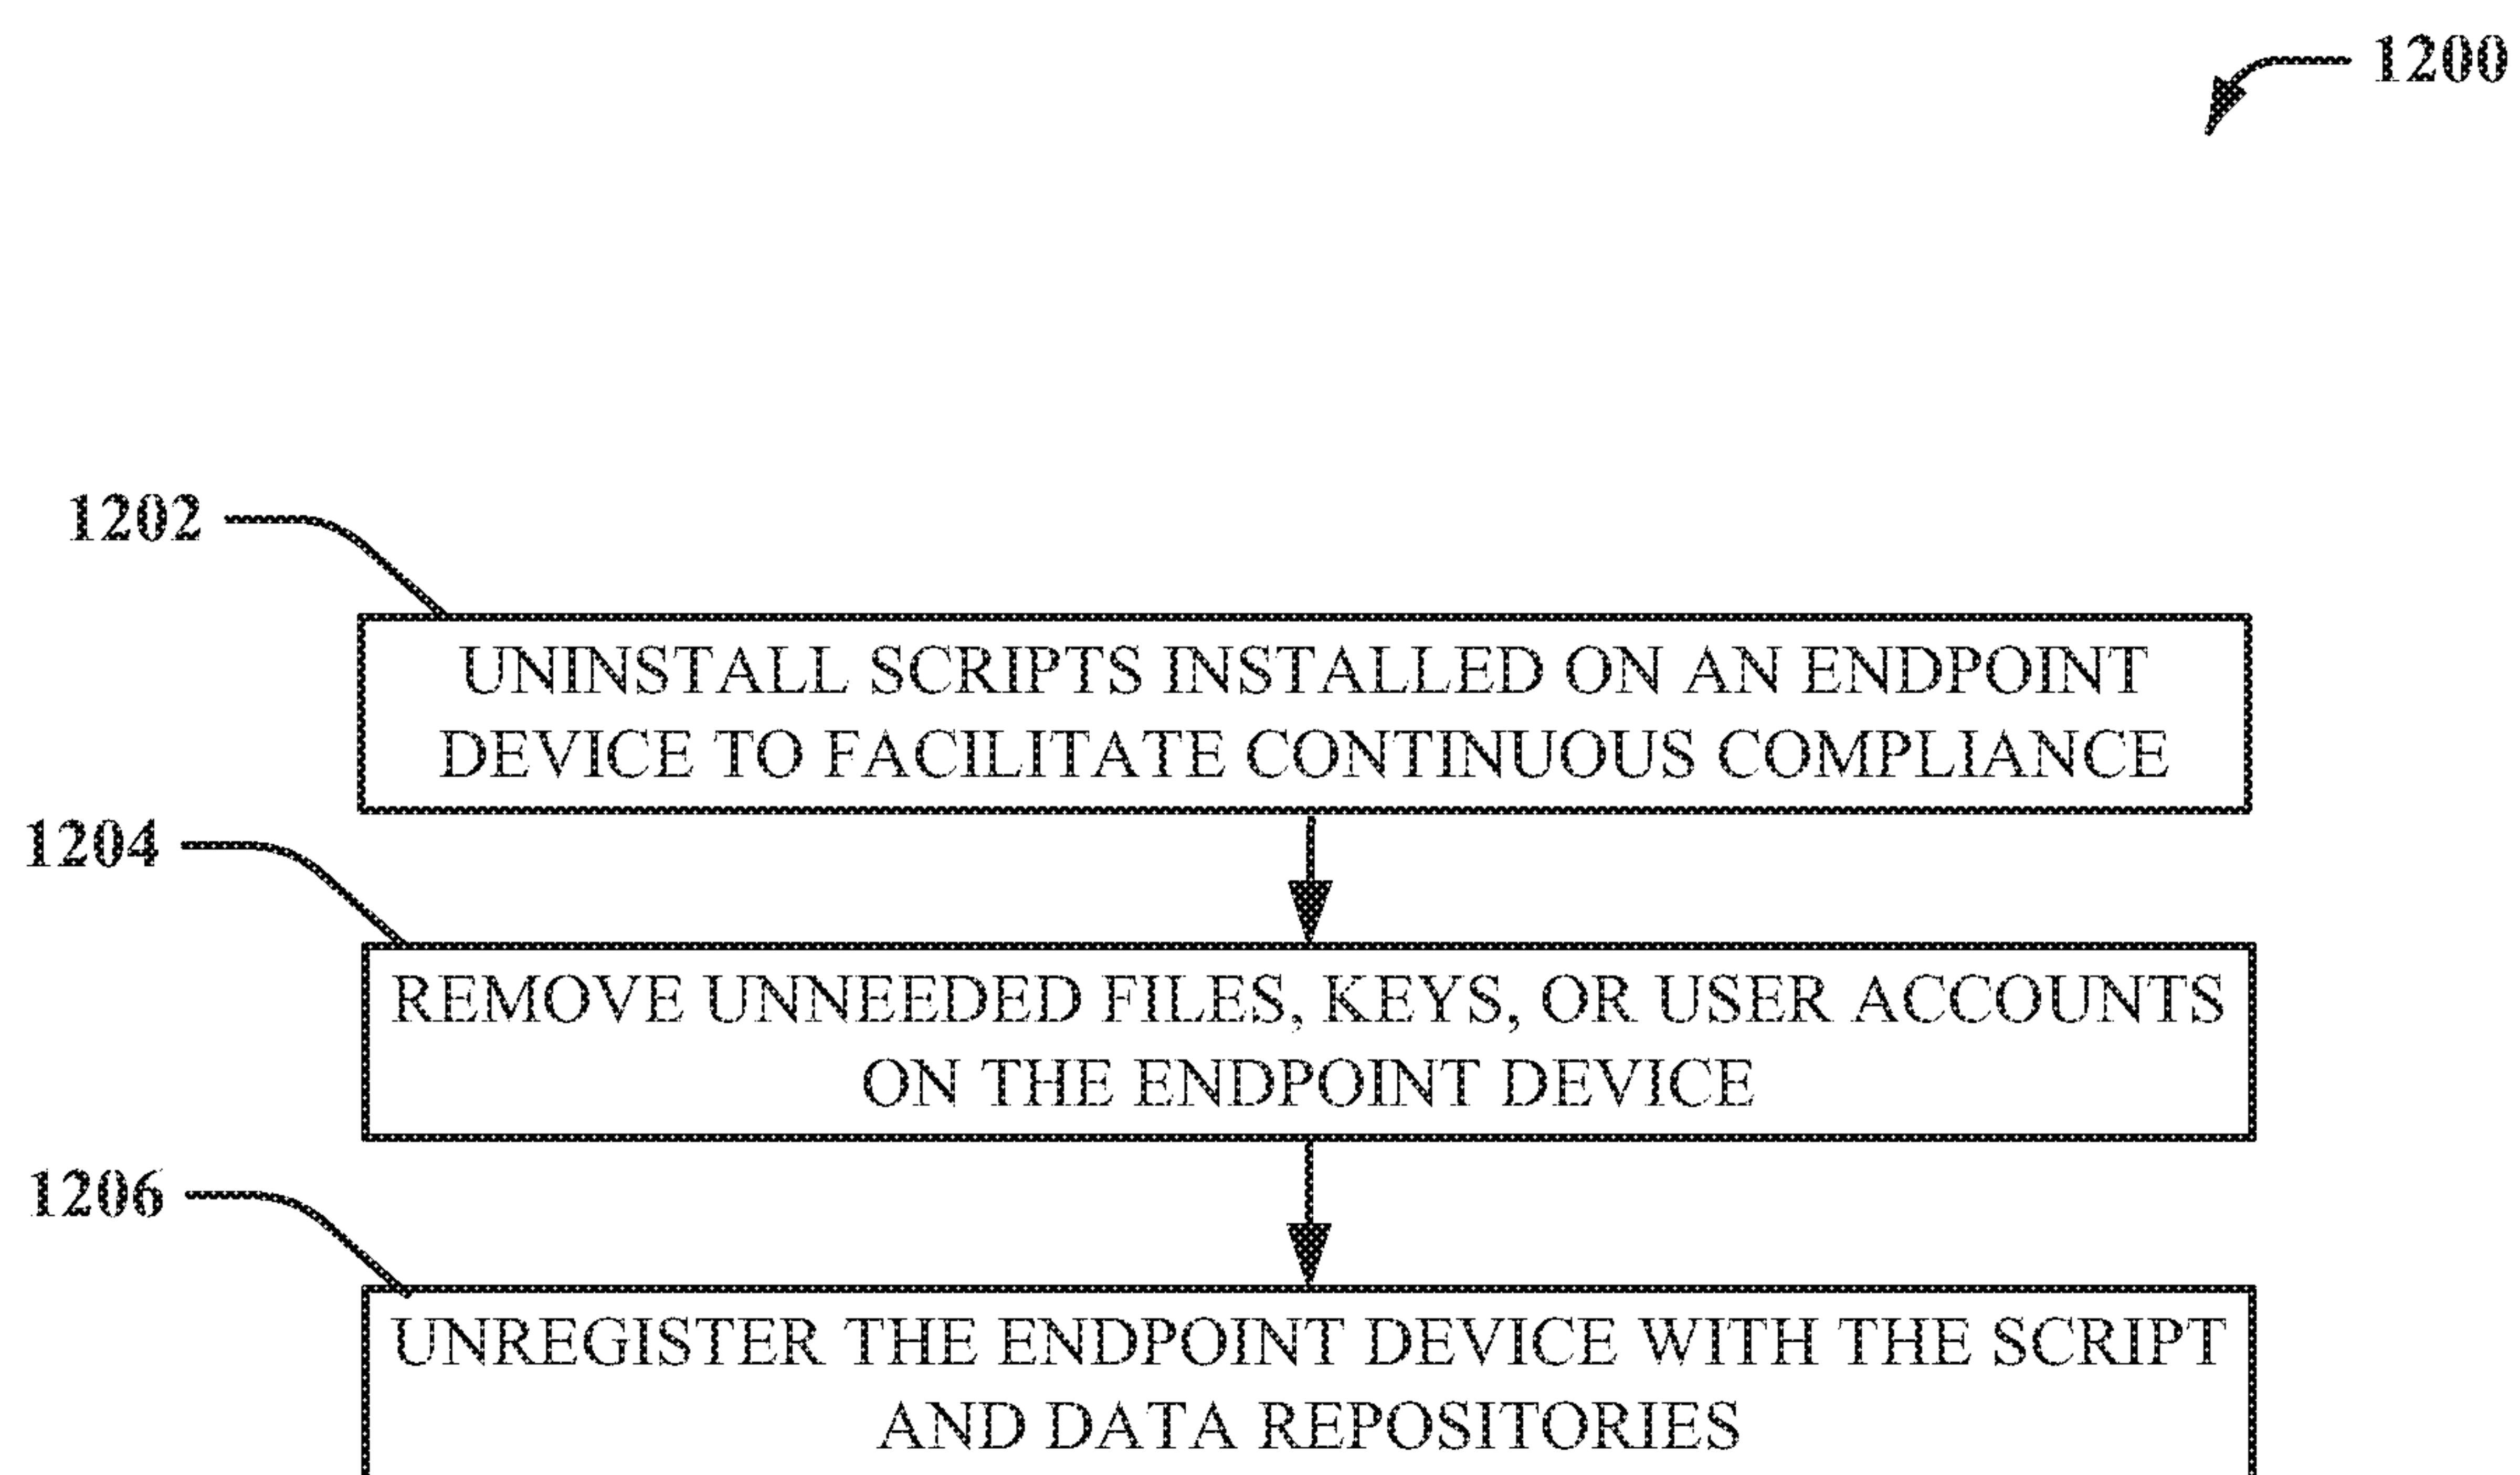 1200
1202
UNINSTALL SCRIPTS INSTALLED ON AN ENDPOINT
DEVICE TO FACILITATE CONTINUOUS COMPLIANCE
1204
REMOVE UNNEEDED FILES, KEYS, OR USER ACCOUNTS
ON THE ENDPOINT DEVICE
1206
UNREGISTER THE ENDPOINT DEVICE WITH THE SCRIPT
AND DATA REPOSITORIES